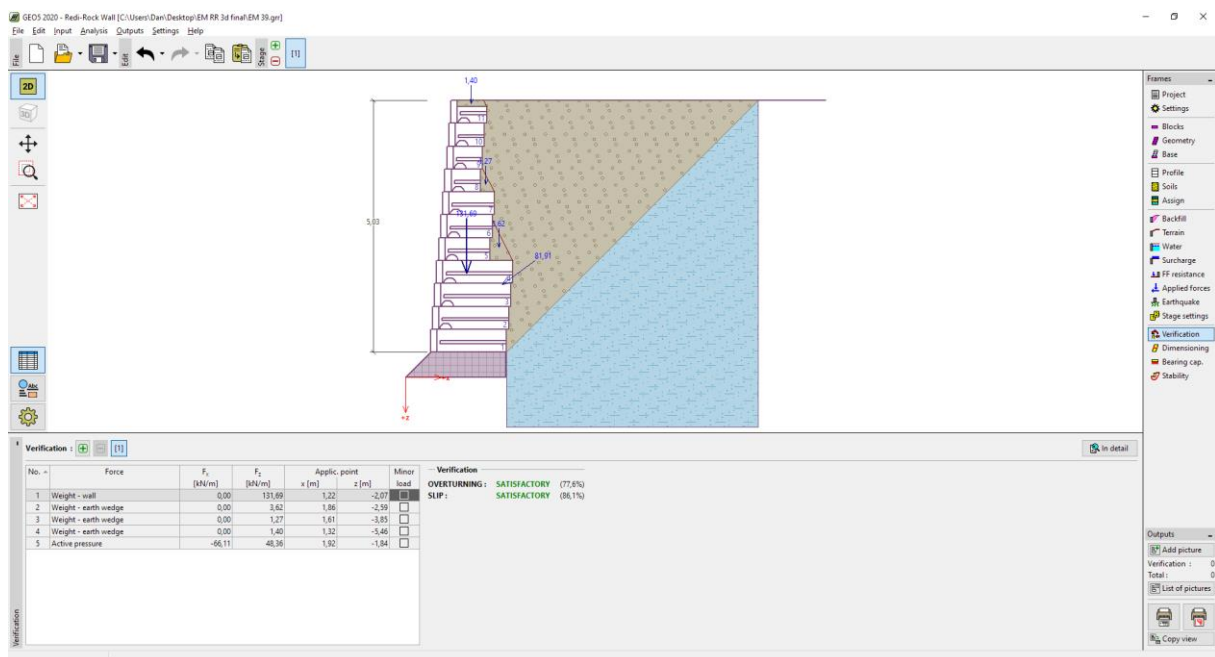 GEO5 2020 - Redi-Rock Wall [C:\Users\Dan\Desktop\EM RR 3d final\EM 39.grr]
File Edit Input Analysis Outputs Settings Help
File
Edit
Stage
[1]
2D
3D
1,40
11
10
1,27
8
7
131,69
3,62
6
5,03
5
81,91
4
3
2
1
+x
+z
Frames
Project
Settings
Blocks
Geometry
Base
Profile
Soils
Assign
Backfill
Terrain
Water
Surcharge
FF resistance
Applied forces
Earthquake
Stage settings
Verification
Dimensioning
Bearing cap.
Stability
Verification : [1]
In detail
No. Force Fx Fz Applic. point Minor
[kN/m] [kN/m] x [m] z [m] load
1 Weight - wall 0,00 131,69 1,22 -2,07
2 Weight - earth wedge 0,00 3,62 1,86 -2,59
3 Weight - earth wedge 0,00 1,27 1,61 -3,85
4 Weight - earth wedge 0,00 1,40 1,32 -5,46
5 Active pressure -66,11 48,36 1,92 -1,84
Verification
OVERTURNING : SATISFACTORY (77,6%)
SLIP : SATISFACTORY (86,1%)
Verification
Outputs
Add picture
Verification : 0
Total : 0
List of pictures
Copy view